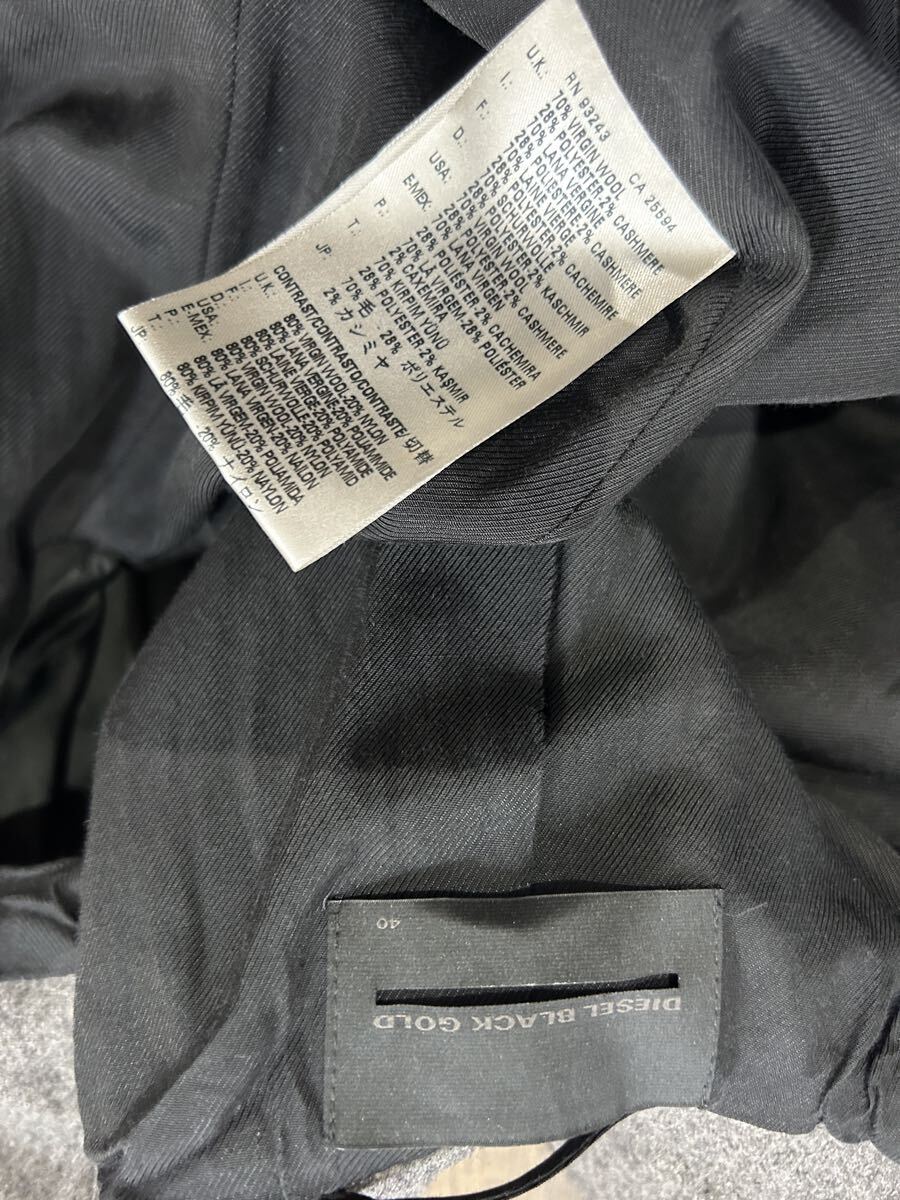 RN 93243 CA 25594
U.K.: 70% VIRGIN WOOL
28% POLYESTER-2% CASHMERE
I.: 70% LANA VERGINE
28% POLIESTERE-2% CASHMERE
F.: 70% LAINE VIERGE
28% POLYESTER-2% CACHEMIRE
D.: 70% SCHURWOLLE
28% POLYESTER-2% KASCHMIR
USA: 70% VIRGIN WOOL
28% POLYESTER-2% CASHMERE
E-MEX: 70% LANA VIRGEN
28% POLIÉSTER-2% CACHEMIRA
P.: 70% LÃ VIRGEM-28% POLIÉSTER
2% CAXEMIRA
T.: 70% KIRPIM YÜNÜ
28% POLYESTER-2% KAŞMIR
JP: 70% 毛 28% ポリエステル
2% カシミヤ
CONTRAST/CONTRASTO/CONTRASTE/切替
U.K.: 80% VIRGIN WOOL-20% NYLON
I.: 80% LANA VERGINE-20% POLIAMMIDE
F.: 80% LAINE VIERGE-20% POLYAMIDE
D.: 80% SCHURWOLLE-20% POLYAMID
USA: 80% VIRGIN WOOL-20% NYLON
E-MEX: 80% LANA VIRGEN-20% NAILON
P.: 80% LÃ VIRGEM-20% POLIAMIDA
T.: 80% KIRPIM YÜNÜ-20% NAYLON
JP: 80% 毛 20% ナイロン
DIESEL BLACK GOLD
40